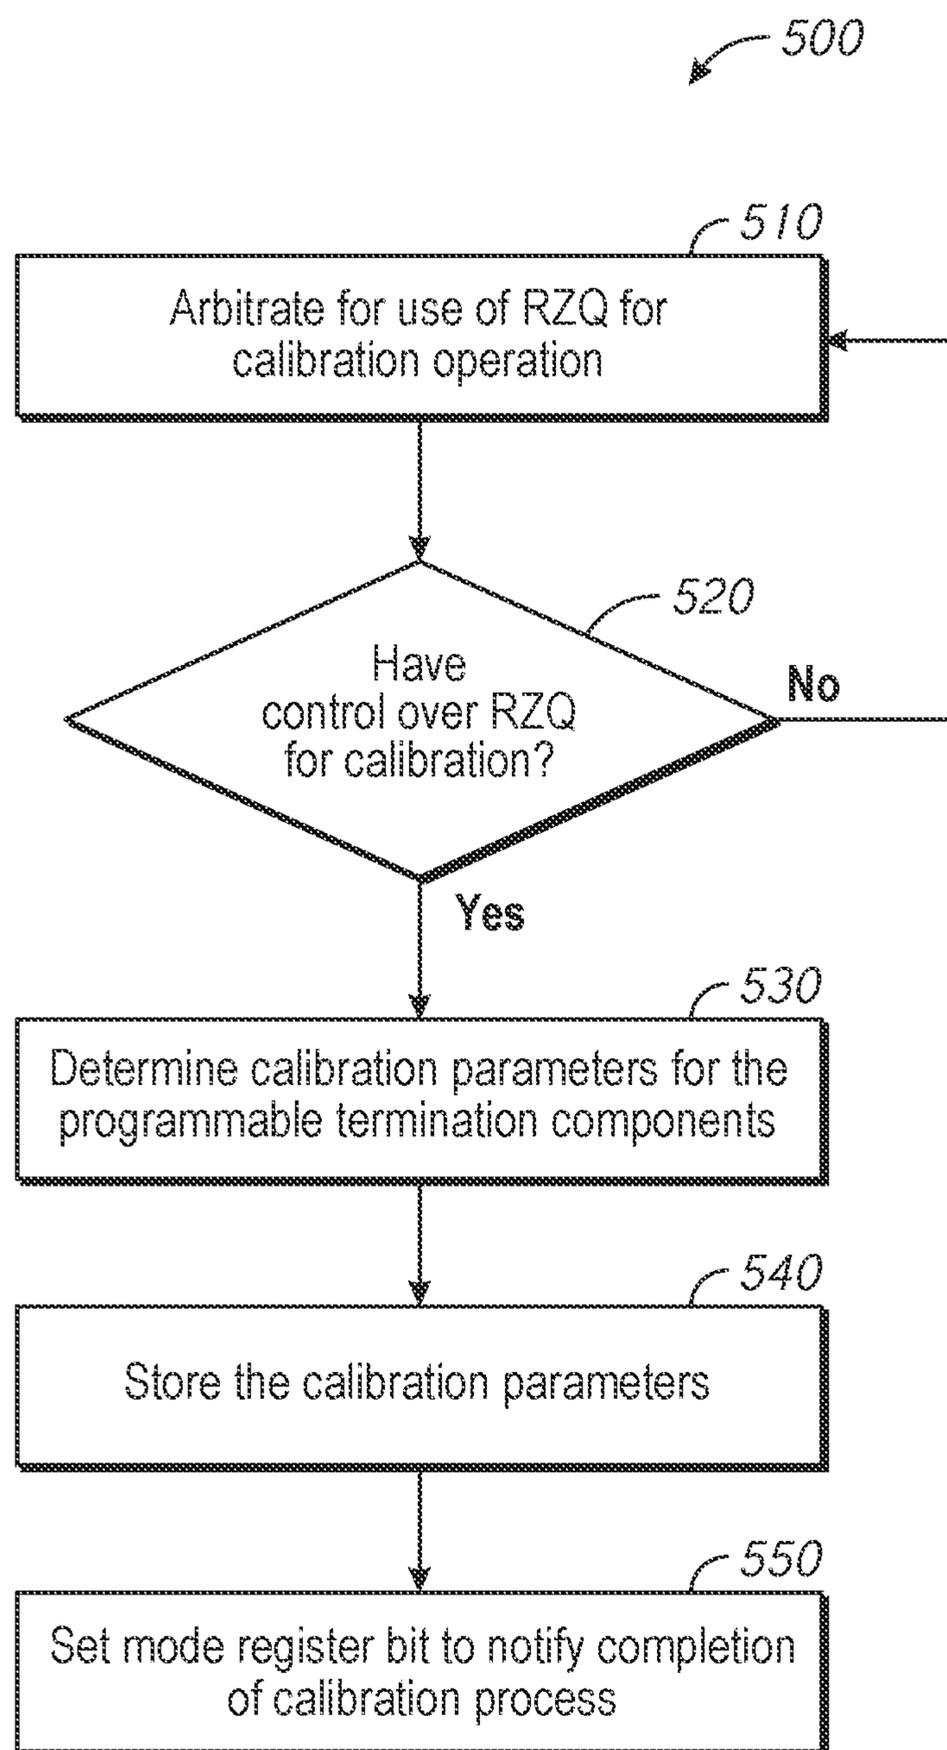 500
510
Arbitrate for use of RZQ for
calibration operation
520
Have
control over RZQ
for calibration?
No
Yes
530
Determine calibration parameters for the
programmable termination components
540
Store the calibration parameters
550
Set mode register bit to notify completion
of calibration process